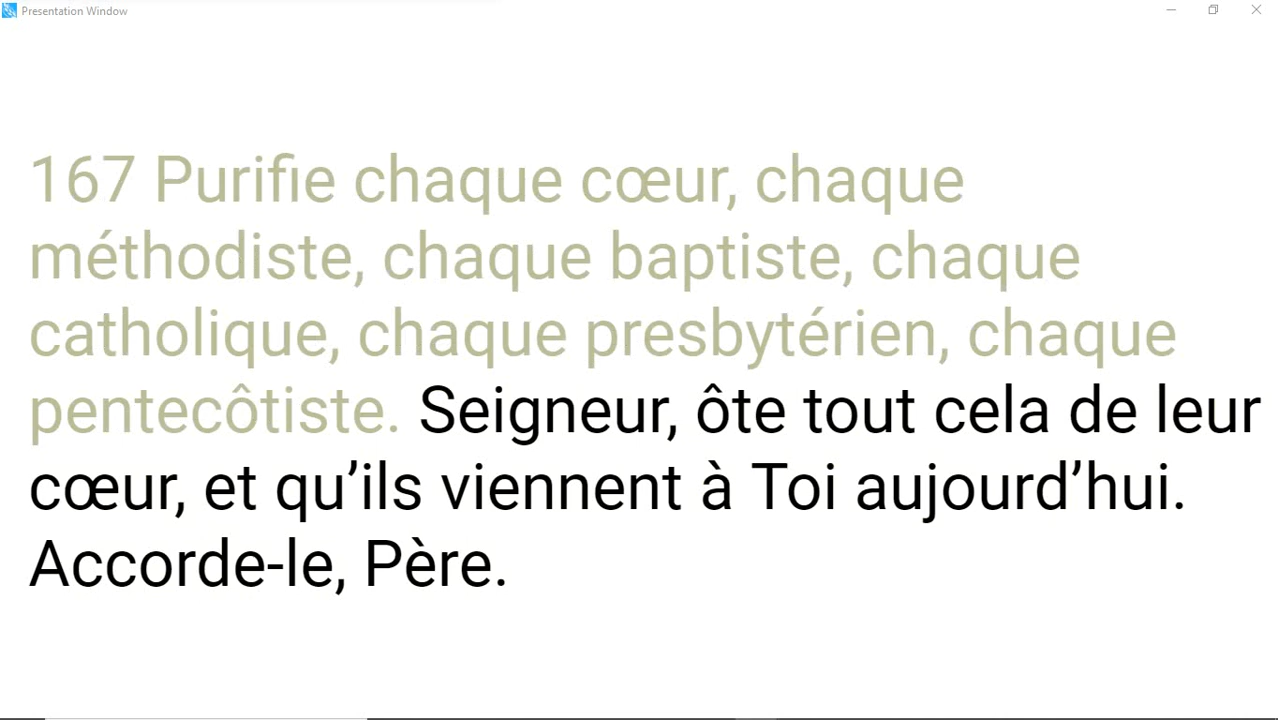 Presentation Window
167 Purifie chaque cœur, chaque
méthodiste, chaque baptiste, chaque
catholique, chaque presbytérien, chaque
pentecôtiste. Seigneur, ôte tout cela de leur
cœur, et qu’ils viennent à Toi aujourd’hui.
Accorde-le, Père.